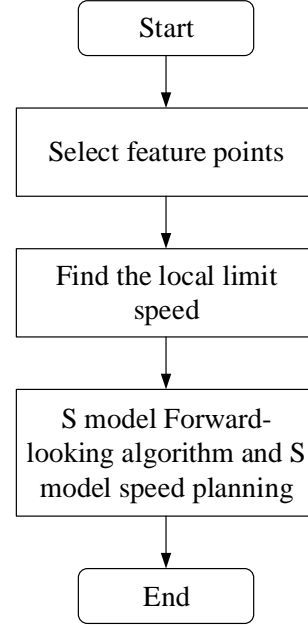 Start
Select feature points
Find the local limit
speed
S model Forward-
looking algorithm and S
model speed planning
End